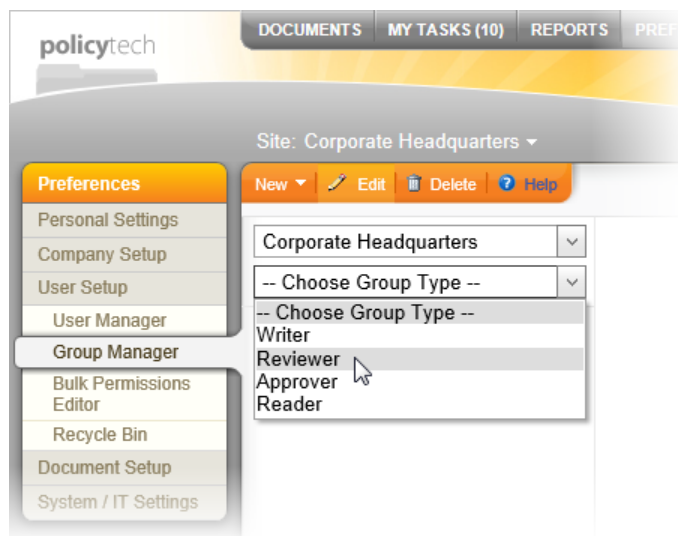 policytech
DOCUMENTS MY TASKS (10) REPORTS PREF
Site: Corporate Headquarters
Preferences
New Edit Delete Help
Personal Settings
Company Setup
User Setup
User Manager
Group Manager
Bulk Permissions
Editor
Recycle Bin
Document Setup
System / IT Settings
Corporate Headquarters
-- Choose Group Type --
-- Choose Group Type --
Writer
Reviewer
Approver
Reader